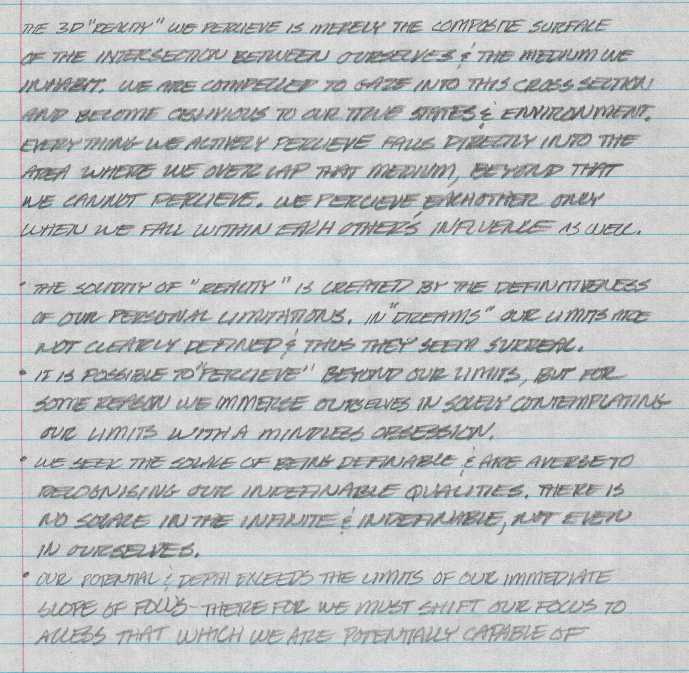 THE 3D "REALITY" WE PERCIEVE IS MERELY THE COMPOSITE SURFACE
OF THE INTERSECTION BETWEEN OURSELVES & THE MEDIUM WE
INHABIT. WE ARE COMPELLED TO GAZE INTO THIS CROSS SECTION
AND BECOME OBLIVIOUS TO OUR TRUE STATES & ENVIRONMENT.
EVERYTHING WE ACTIVELY PERCIEVE FALLS DIRECTLY INTO THE
AREA WHERE WE OVERLAP THAT MEDIUM, BEYOND THAT
WE CANNOT PERCIEVE. WE PERCIEVE EACHOTHER ONLY
WHEN WE FALL WITHIN EACH OTHER'S INFLUENCE AS WELL.
• THE SOLIDITY OF "REALITY" IS CREATED BY THE DEFINITIVENESS
OF OUR PERSONAL LIMITATIONS. IN "DREAMS" OUR LIMITS ARE
NOT CLEARLY DEFINED & THUS THEY SEEM SURREAL.
• IT IS POSSIBLE TO "PERCIEVE" BEYOND OUR LIMITS, BUT FOR
SOME REASON WE IMMERSE OURSELVES IN SOLELY CONTEMPLATING
OUR LIMITS WITH A MINDLESS OBSESSION.
• WE SEEK THE SOLACE OF BEING DEFINABLE & ARE AVERSE TO
RECOGNISING OUR INDEFINABLE QUALITIES. THERE IS
NO SOLACE IN THE INFINITE & INDEFINABLE, NOT EVEN
IN OURSELVES.
• OUR POTENTIAL & DEPTH EXCEEDS THE LIMITS OF OUR IMMEDIATE
SCOPE OF FOCUS - THERE FOR WE MUST SHIFT OUR FOCUS TO
ACCESS THAT WHICH WE ARE POTENTIALLY CAPABLE OF